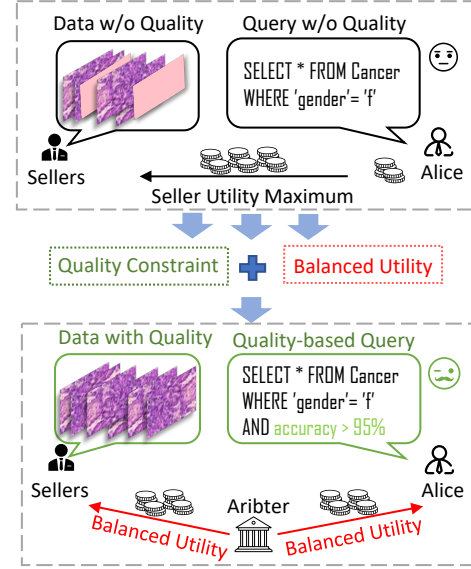 Data w/o Quality
Query w/o Quality
SELECT * FROM Cancer
WHERE 'gender'= 'f'
Sellers
Alice
Seller Utility Maximum
Quality Constraint
Balanced Utility
Data with Quality
Quality-based Query
SELECT * FROM Cancer
WHERE 'gender'= 'f'
AND accuracy > 95%
Sellers
Aribter
Alice
Balanced Utility
Balanced Utility